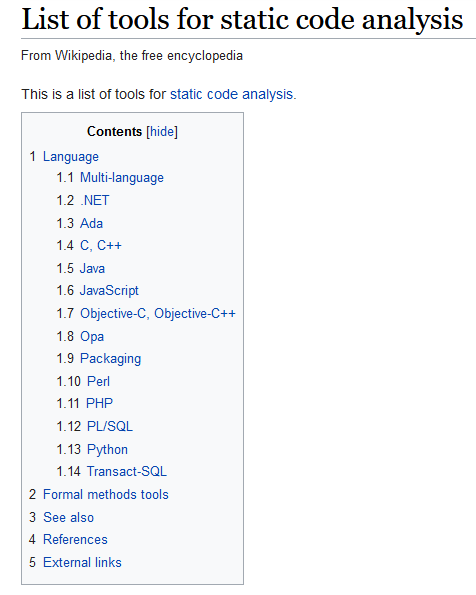 List of tools for static code analysis
From Wikipedia, the free encyclopedia
This is a list of tools for static code analysis.
Contents [hide]
1 Language
1.1 Multi-language
1.2 .NET
1.3 Ada
1.4 C, C++
1.5 Java
1.6 JavaScript
1.7 Objective-C, Objective-C++
1.8 Opa
1.9 Packaging
1.10 Perl
1.11 PHP
1.12 PL/SQL
1.13 Python
1.14 Transact-SQL
2 Formal methods tools
3 See also
4 References
5 External links